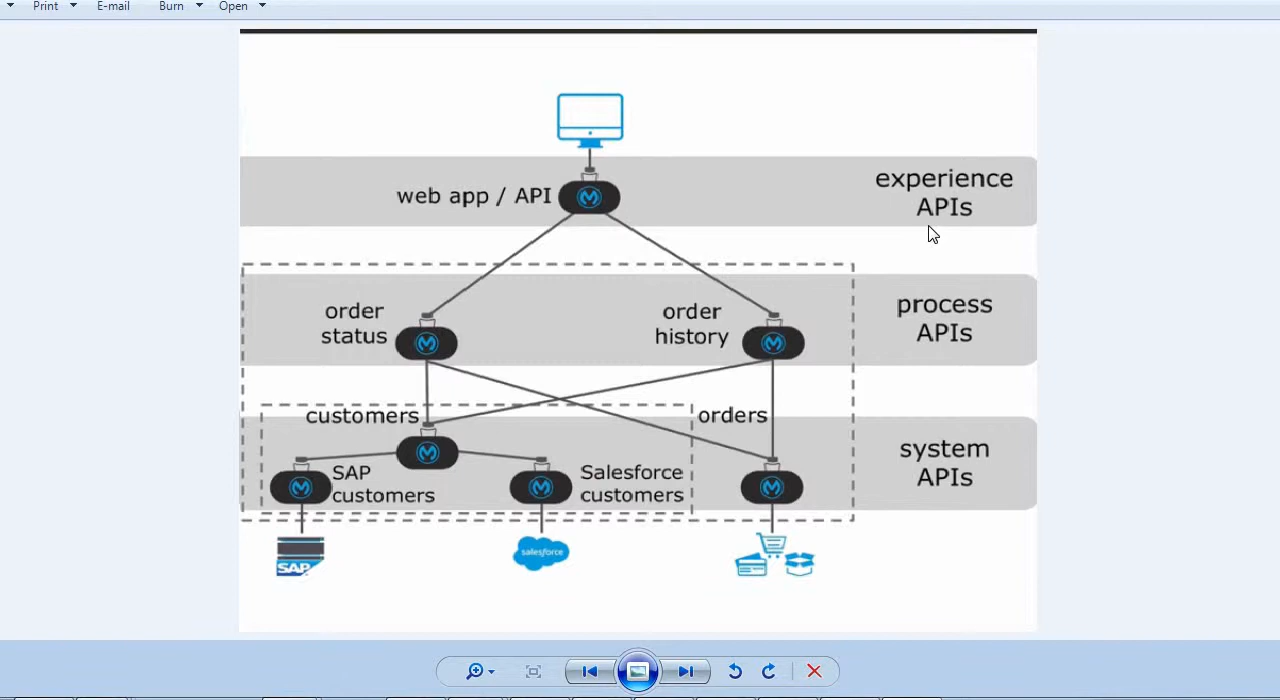 Print
E-mail
Burn
Open
web app / API
experience
APIs
order
status
order
history
process
APIs
customers
orders
SAP
customers
Salesforce
customers
system
APIs
SAP
salesforce